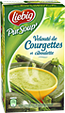 Liebig
PurSoup'
Velouté de
Courgettes
et ciboulette